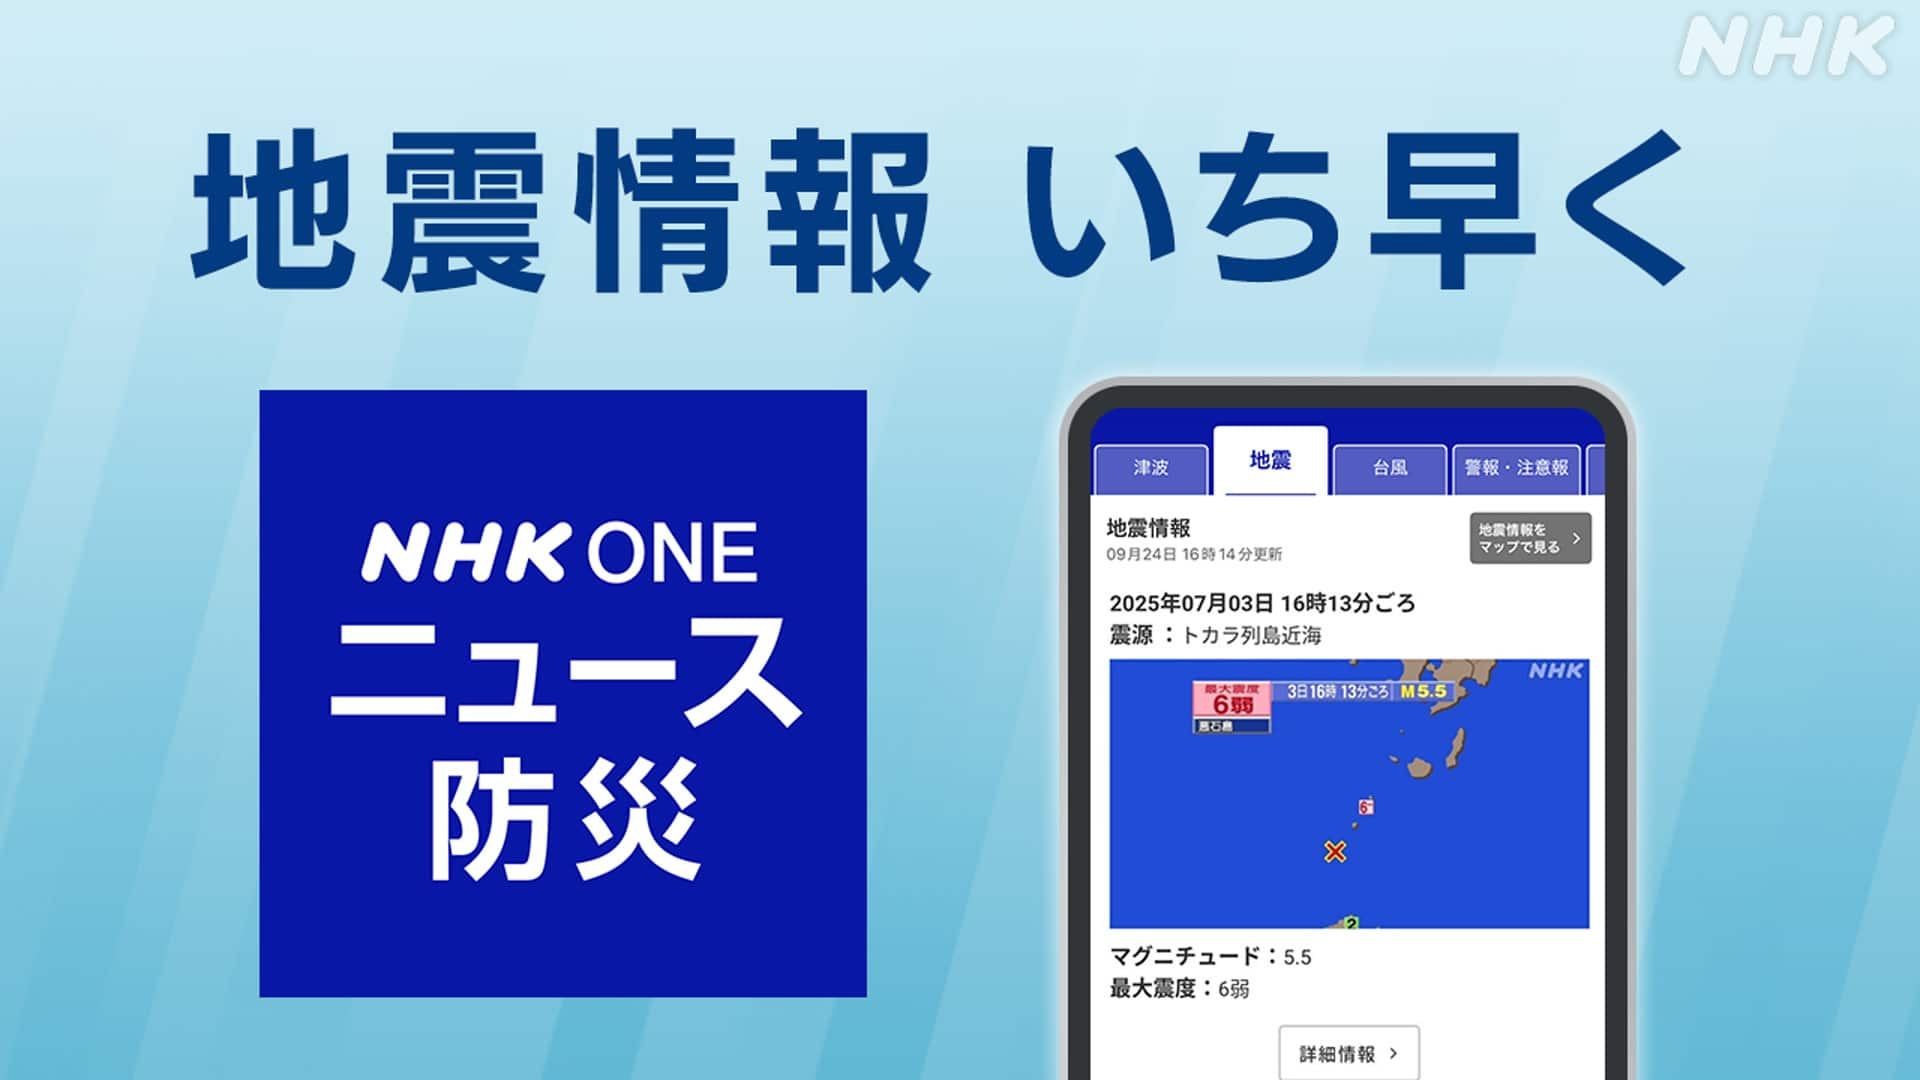 NHK
地震情報 いち早く
NHK ONE
ニュース
防災
津波
地震
台風
警報・注意報
地震情報
09月24日 16時14分更新
地震情報を
マップで見る
2025年07月03日 16時13分ごろ
震源 : トカラ列島近海
NHK
最大震度
6弱
悪石島
3日16時13分ごろ M5.5
6-
2
マグニチュード：5.5
最大震度：6弱
詳細情報